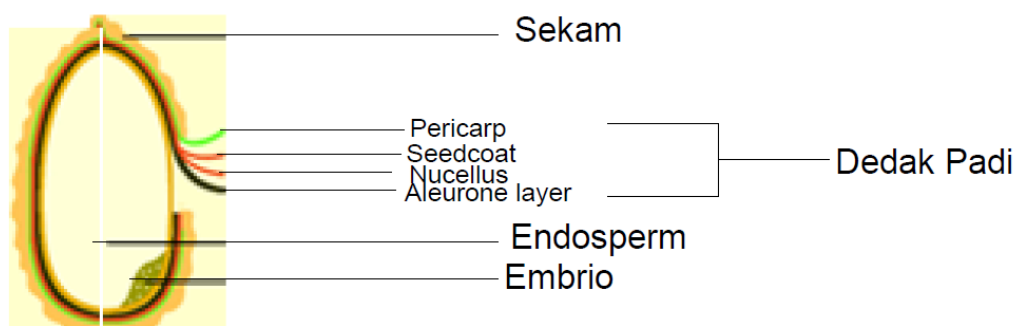 Sekam
Pericarp
Seedcoat
Nucellus
Aleurone layer
Dedak Padi
Endosperm
Embrio